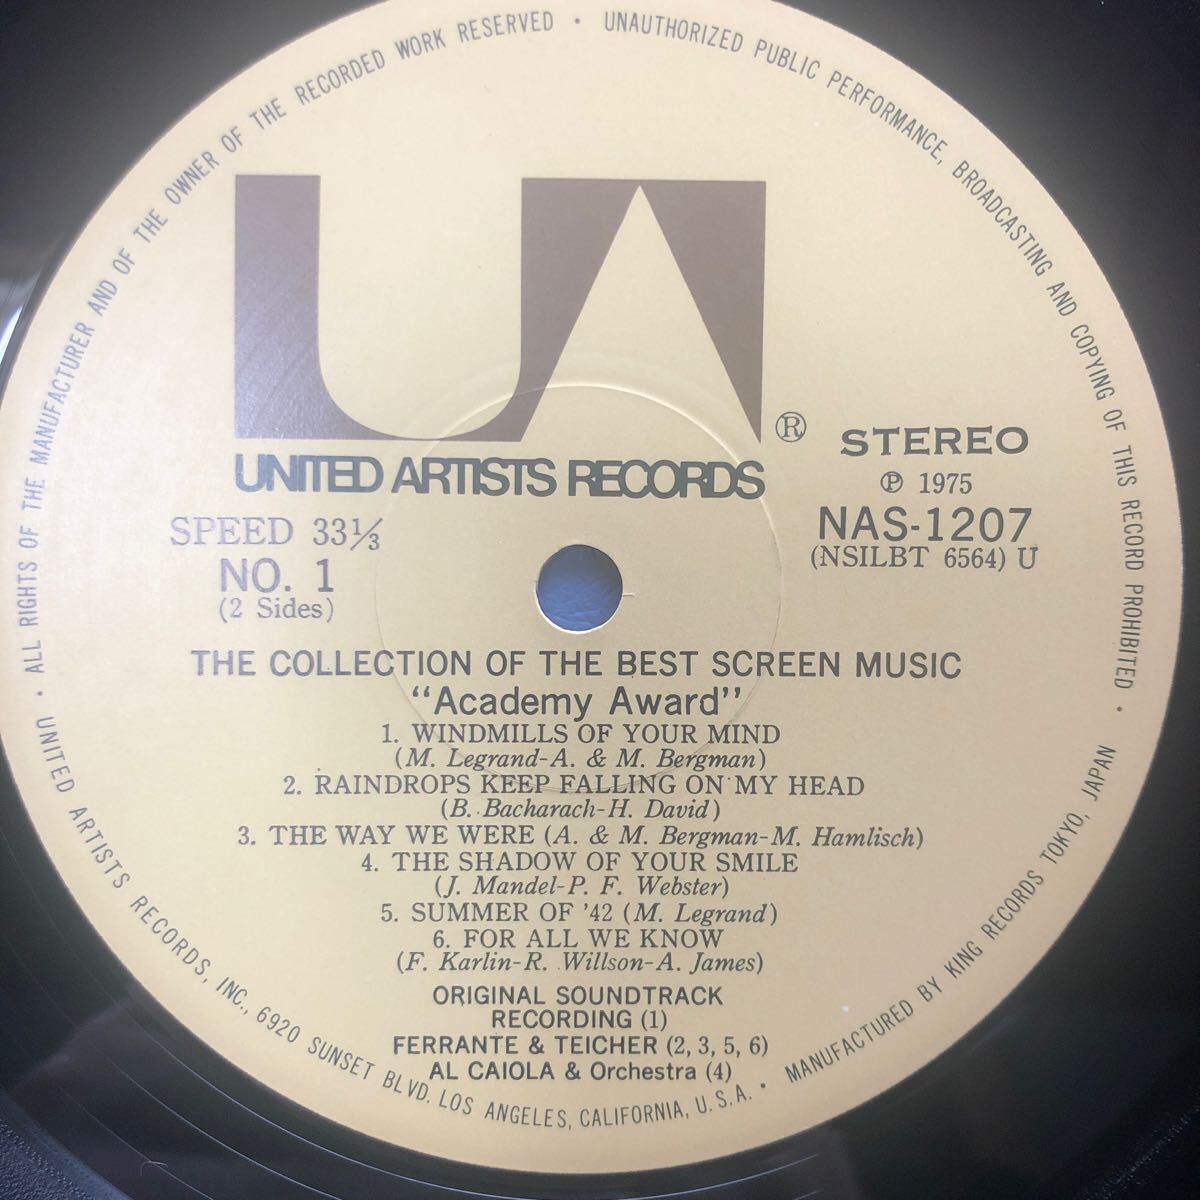 UA
®
UNITED ARTISTS RECORDS
STEREO
℗ 1975
NAS-1207
(NSILBT 6564) U
SPEED 33⅓
NO. 1
(2 Sides)
THE COLLECTION OF THE BEST SCREEN MUSIC
"Academy Award"
1. WINDMILLS OF YOUR MIND
(M. Legrand-A. & M. Bergman)
2. RAINDROPS KEEP FALLING ON MY HEAD
(B. Bacharach-H. David)
3. THE WAY WE WERE (A. & M. Bergman-M. Hamlisch)
4. THE SHADOW OF YOUR SMILE
(J. Mandel-P. F. Webster)
5. SUMMER OF '42 (M. Legrand)
6. FOR ALL WE KNOW
(F. Karlin-R. Willson-A. James)
ORIGINAL SOUNDTRACK
RECORDING (1)
FERRANTE & TEICHER (2, 3, 5, 6)
AL CAIOLA & Orchestra (4)
ALL RIGHTS OF THE MANUFACTURER AND OF THE OWNER OF THE RECORDED WORK RESERVED • UNAUTHORIZED PUBLIC PERFORMANCE, BROADCASTING AND COPYING OF THIS RECORD PROHIBITED •
UNITED ARTISTS RECORDS, INC., 6920 SUNSET BLVD. LOS ANGELES, CALIFORNIA, U.S.A. • MANUFACTURED BY KING RECORDS TOKYO, JAPAN